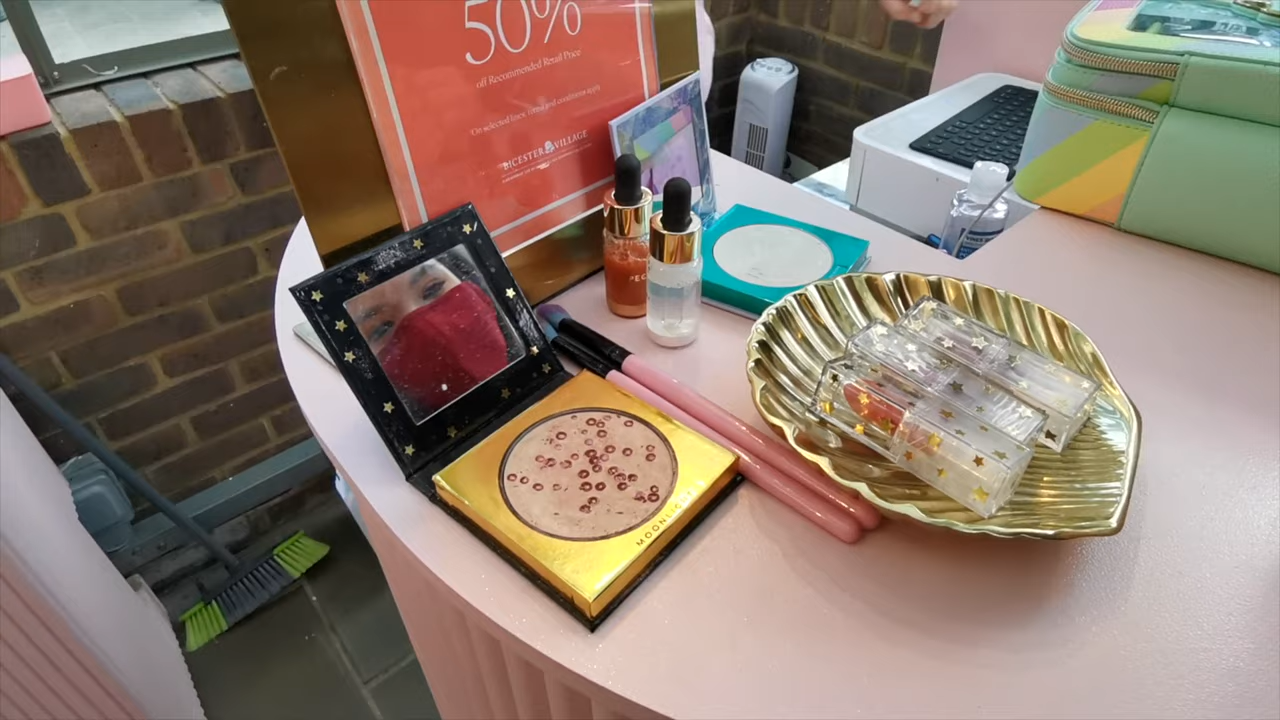 50%
off Recommended Retail Price
*On selected lines, terms and conditions apply
BICESTER VILLAGE
MOONLIGHT